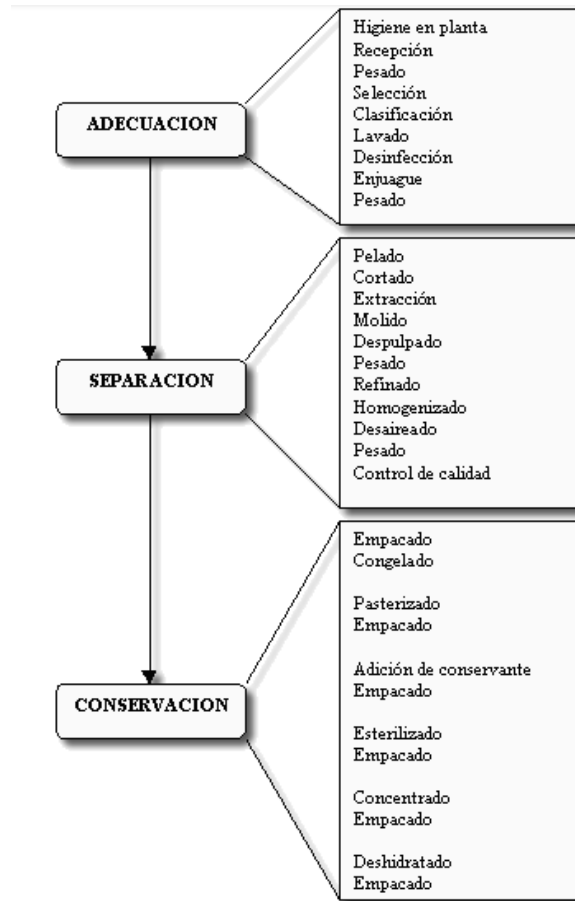 ADECUACION
Higiene en planta
Recepción
Pesado
Selección
Clasificación
Lavado
Desinfección
Enjuague
Pesado
SEPARACION
Pelado
Cortado
Extracción
Molido
Despulpado
Pesado
Refinado
Homogenizado
Desaireado
Pesado
Control de calidad
CONSERVACION
Empacado
Congelado
Pasterizado
Empacado
Adición de conservante
Empacado
Esterilizado
Empacado
Concentrado
Empacado
Deshidratado
Empacado